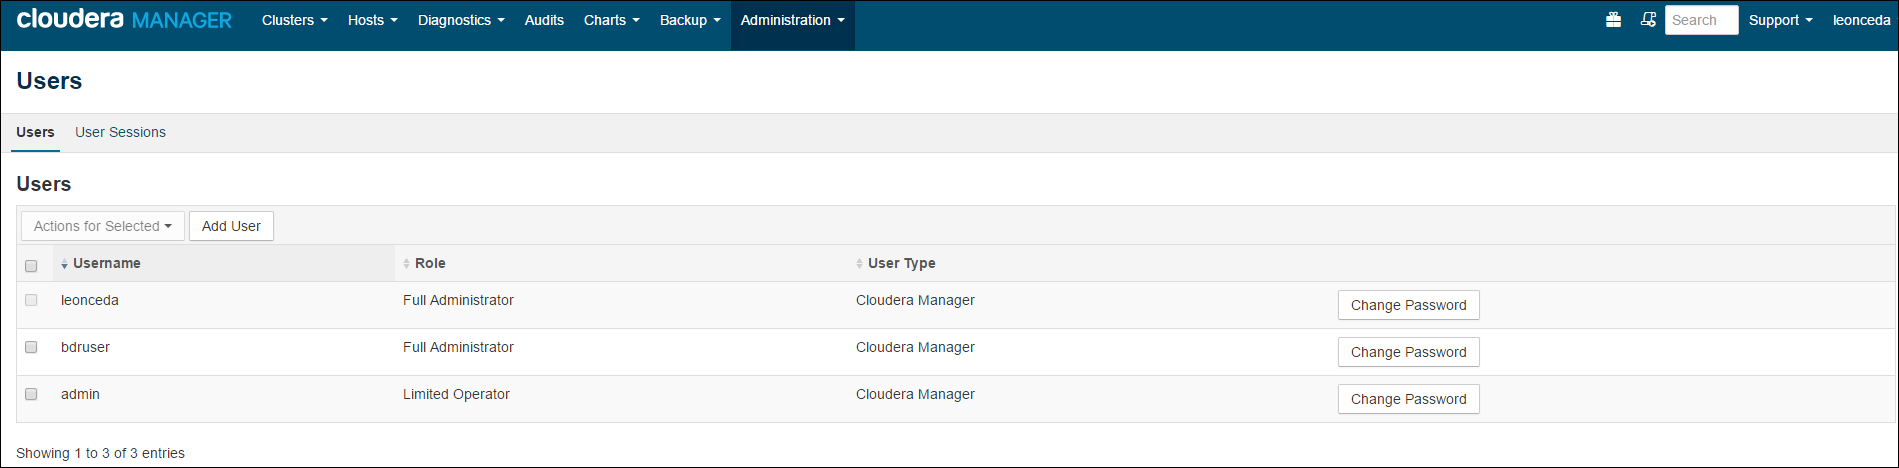 cloudera MANAGER Clusters Hosts Diagnostics Audits Charts Backup Administration Search Support leonceda
Users
Users User Sessions
Users
Actions for Selected Add User
Username Role User Type
leonceda Full Administrator Cloudera Manager Change Password
bdruser Full Administrator Cloudera Manager Change Password
admin Limited Operator Cloudera Manager Change Password
Showing 1 to 3 of 3 entries